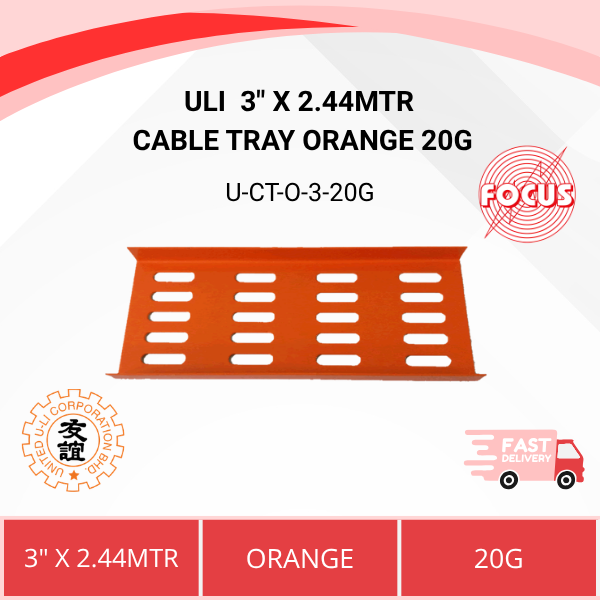 ULI 3" X 2.44MTR
CABLE TRAY ORANGE 20G
U-CT-O-3-20G
FOCUS
UNITED U-LI CORPORATION BHD.
友
誼
FAST
DELIVERY
3" X 2.44MTR
ORANGE
20G